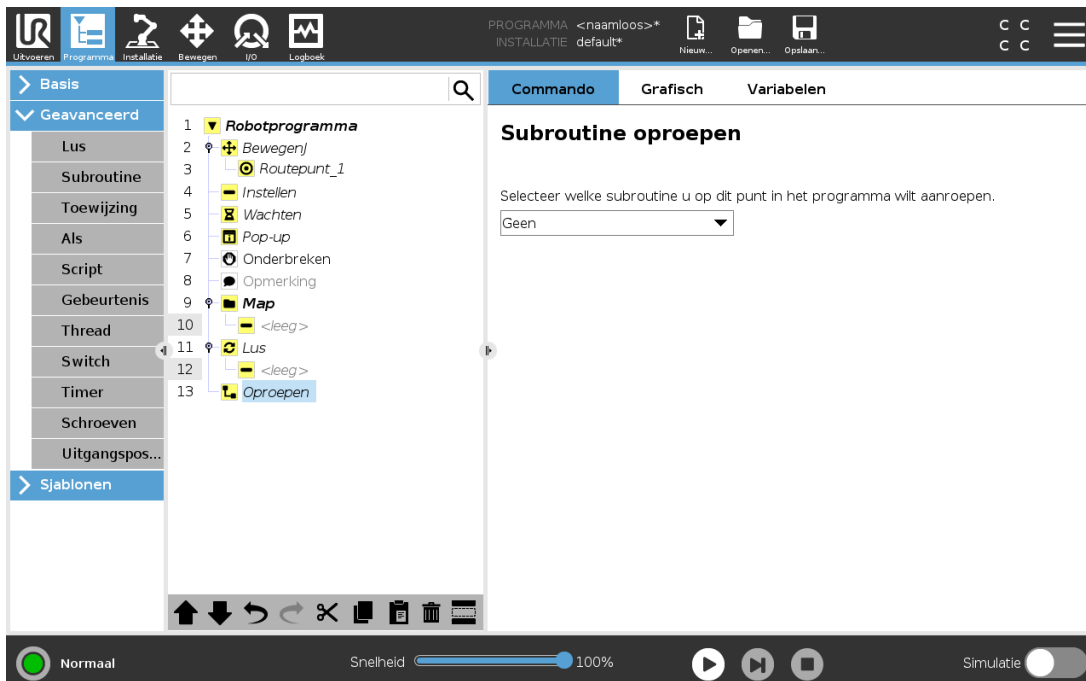 PROGRAMMA <naamloos>*
INSTALLATIE default*
Uitvoeren Programma Installatie Bewegen I/O Logboek
Nieuw... Openen... Opslaan...
C C
C C
Basis
Geavanceerd
Lus
Subroutine
Toewijzing
Als
Script
Gebeurtenis
Thread
Switch
Timer
Schroeven
Uitgangspos...
Sjablonen
1 Robotprogramma
2 BewegenJ
3 Routepunt_1
4 Instellen
5 Wachten
6 Pop-up
7 Onderbreken
8 Opmerking
9 Map
10 <leeg>
11 Lus
12 <leeg>
13 Oproepen
Commando Grafisch Variabelen
Subroutine oproepen
Selecteer welke subroutine u op dit punt in het programma wilt aanroepen.
Geen
Normaal
Snelheid 100%
Simulatie